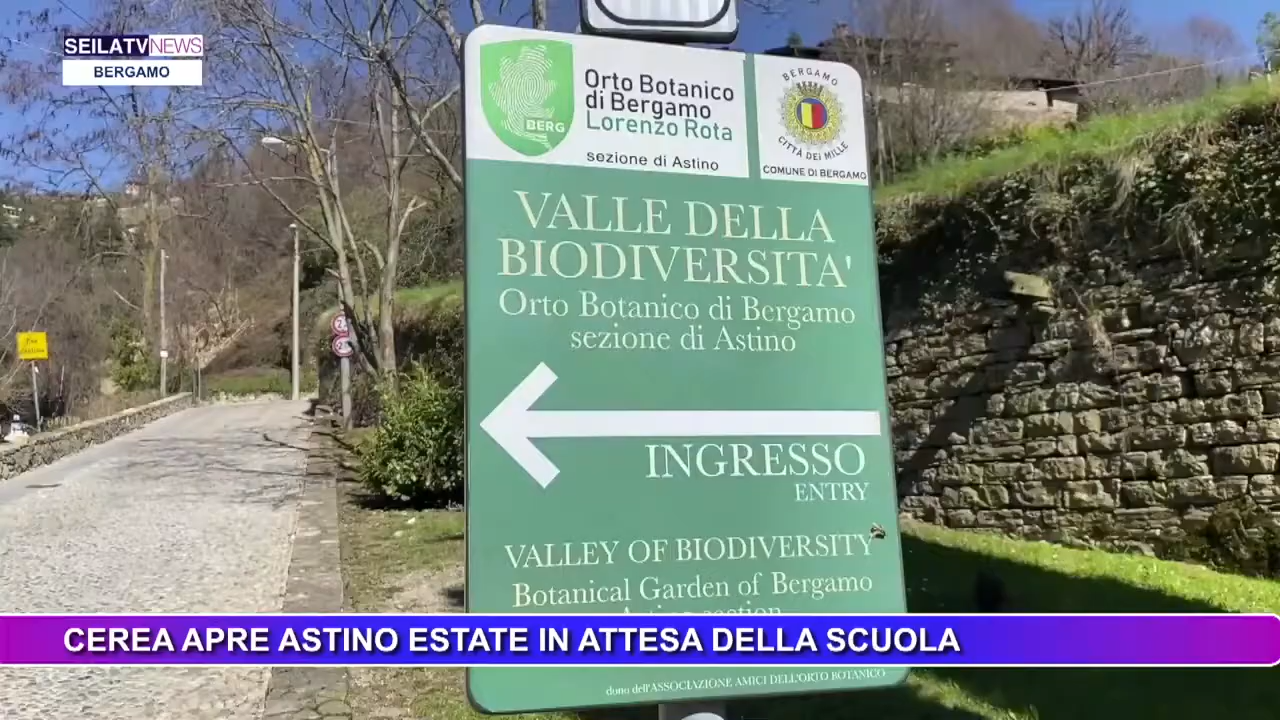 SEILATVNEWS
BERGAMO
BERG
Orto Botanico
di Bergamo
Lorenzo Rota
sezione di Astino
BERGAMO
CITTÀ DEI MILLE
COMUNE DI BERGAMO
VALLE DELLA
BIODIVERSITA'
Orto Botanico di Bergamo
sezione di Astino
INGRESSO
ENTRY
VALLEY OF BIODIVERSITY
Botanical Garden of Bergamo
Astino section
CEREA APRE ASTINO ESTATE IN ATTESA DELLA SCUOLA
dono dell'ASSOCIAZIONE AMICI DELL'ORTO BOTANICO